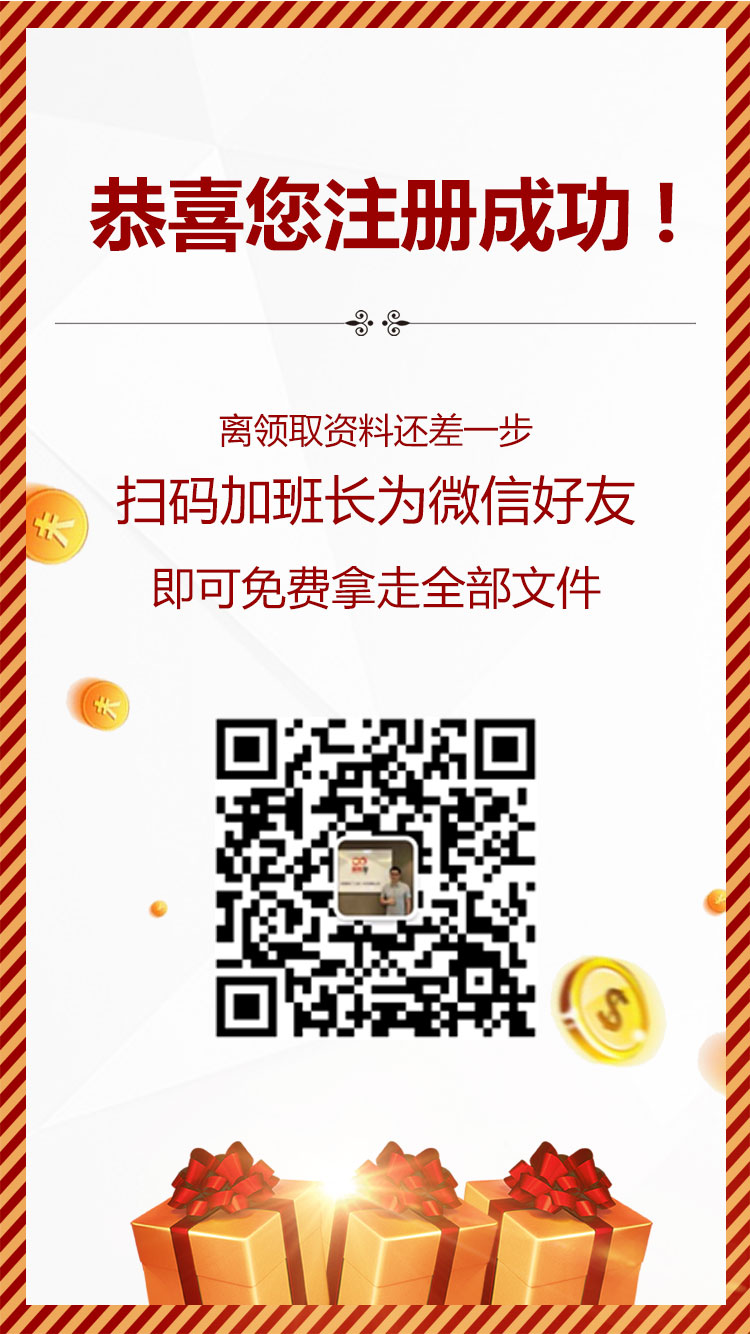 恭喜您注册成功！
离领取资料还差一步
扫码加班长为微信好友
即可免费拿走全部文件